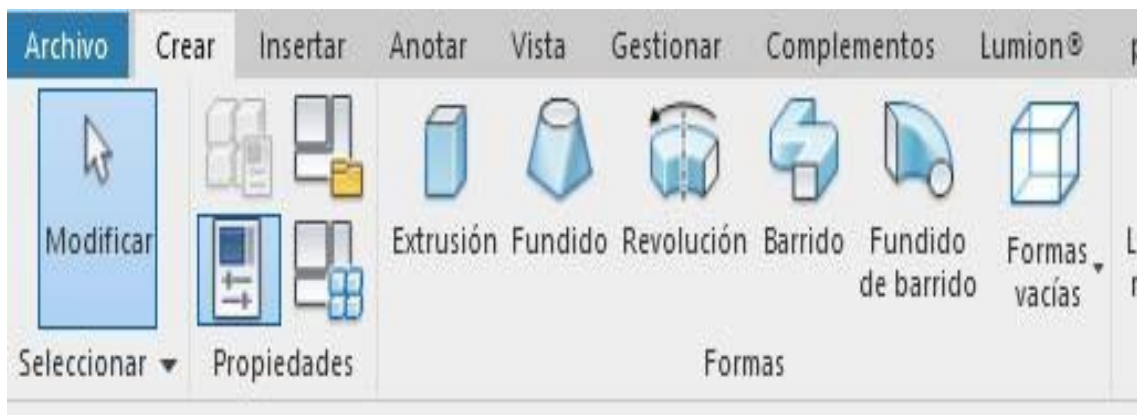 Archivo Crear Insertar Anotar Vista Gestionar Complementos Lumion®
Modificar
Extrusión Fundido Revolución Barrido Fundido de barrido Formas vacías
Seleccionar Propiedades Formas